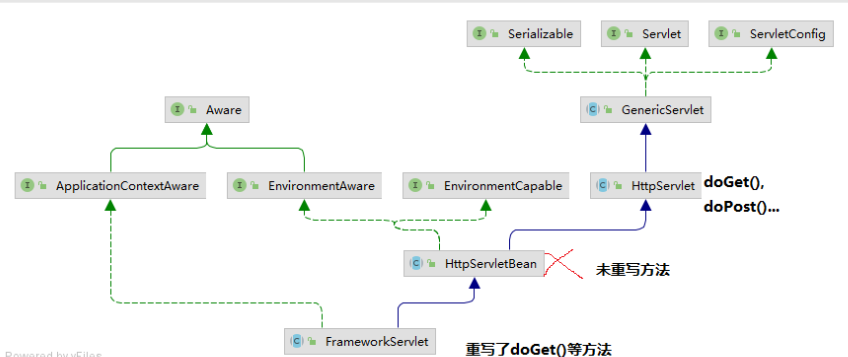 Serializable
Servlet
ServletConfig
Aware
GenericServlet
ApplicationContextAware
EnvironmentAware
EnvironmentCapable
HttpServlet
doGet(),
doPost()...
HttpServletBean
未重写方法
FrameworkServlet
重写了doGet()等方法
Powered by yFiles